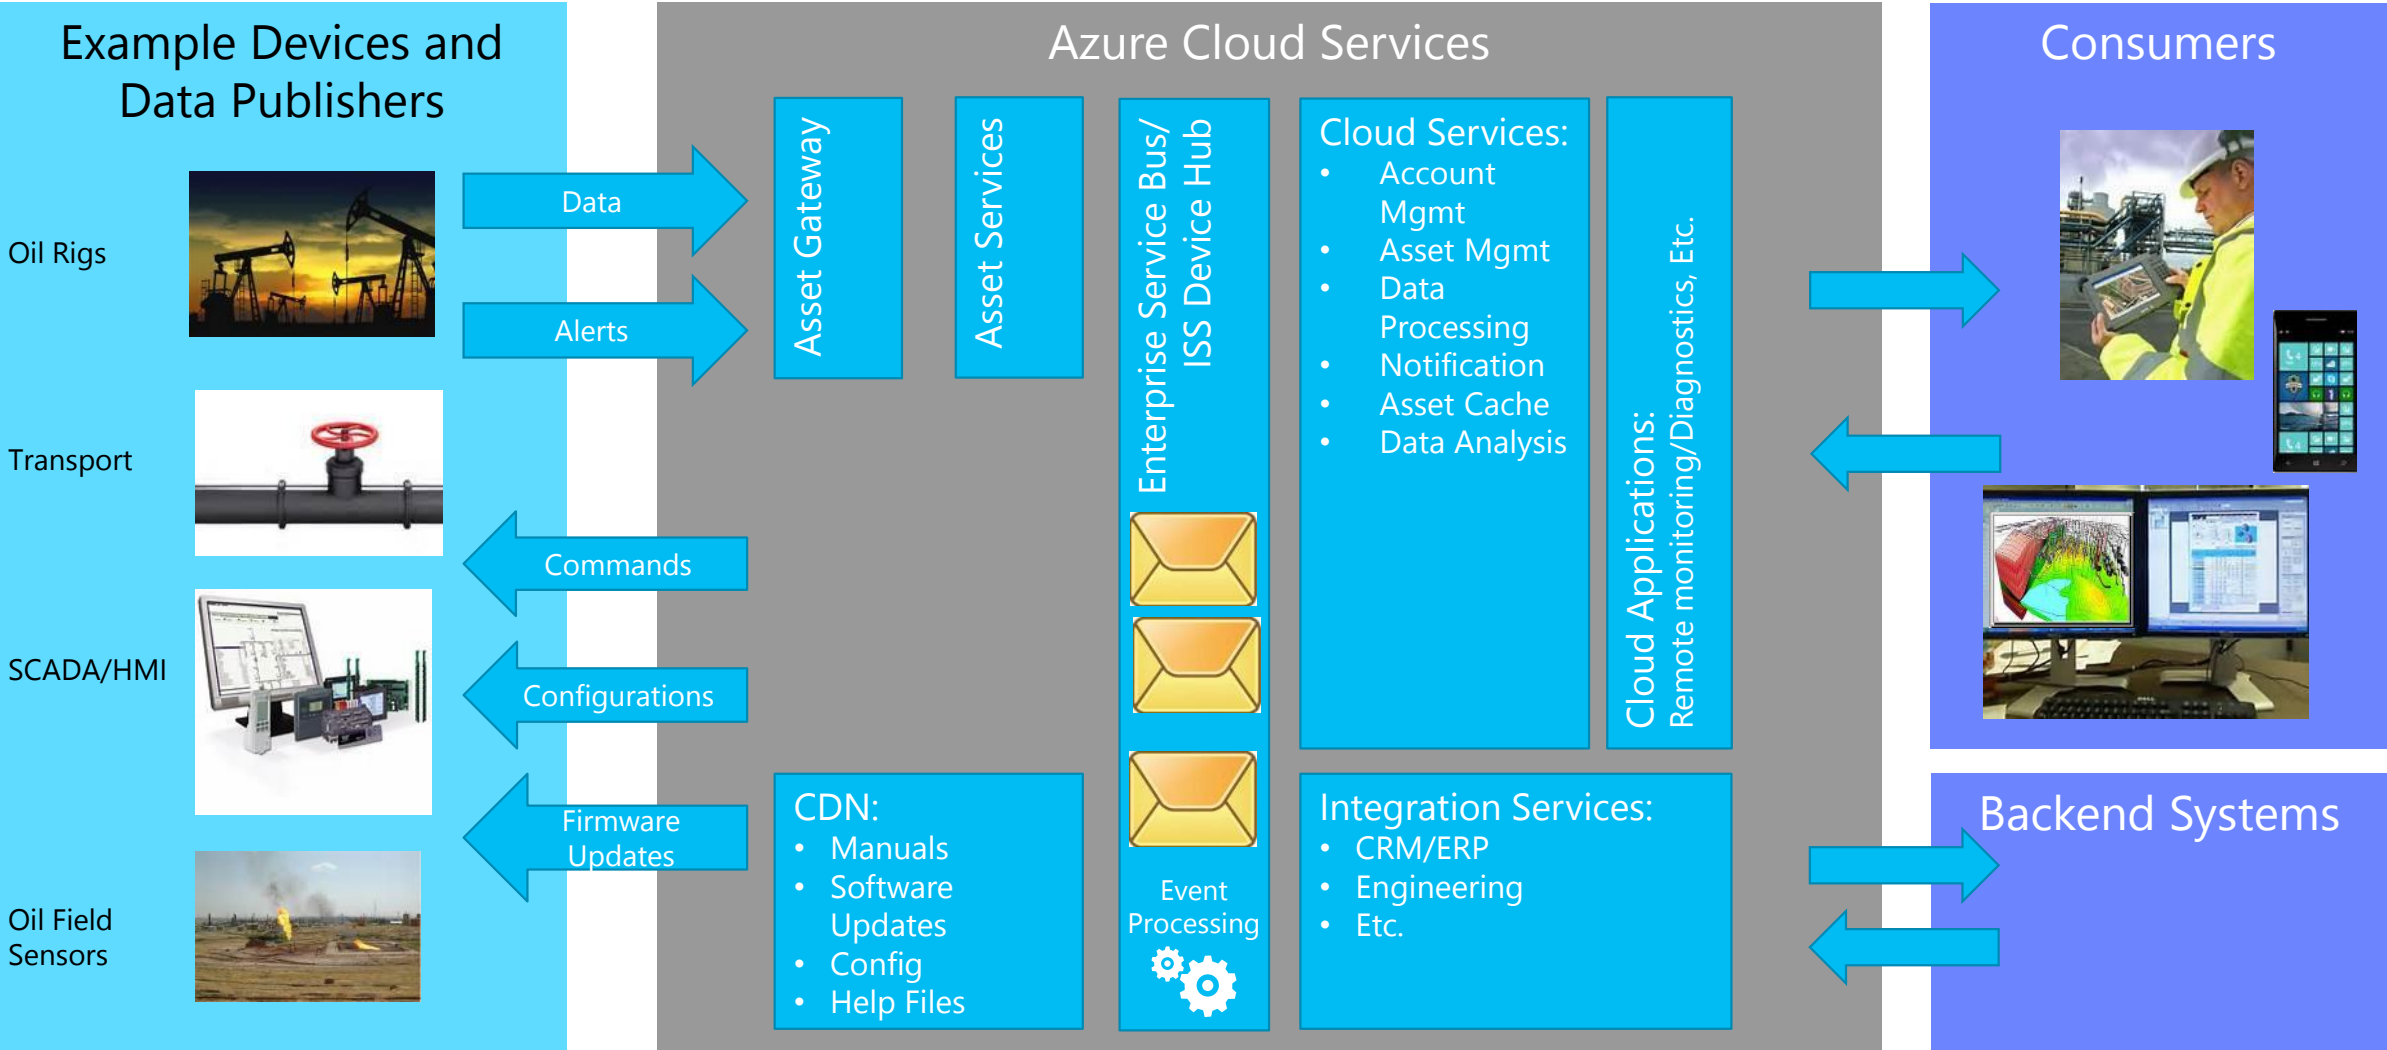 Example Devices and
Data Publishers
Oil Rigs
Transport
SCADA/HMI
Oil Field
Sensors
Data
Alerts
Commands
Configurations
Firmware
Updates
Azure Cloud Services
Asset Gateway
Asset Services
Enterprise Service Bus/
ISS Device Hub
Event
Processing
Cloud Services:
• Account
Mgmt
• Asset Mgmt
• Data
Processing
• Notification
• Asset Cache
• Data Analysis
Cloud Applications:
Remote monitoring/Diagnostics, Etc.
CDN:
• Manuals
• Software
Updates
• Config
• Help Files
Integration Services:
• CRM/ERP
• Engineering
• Etc.
Consumers
Backend Systems